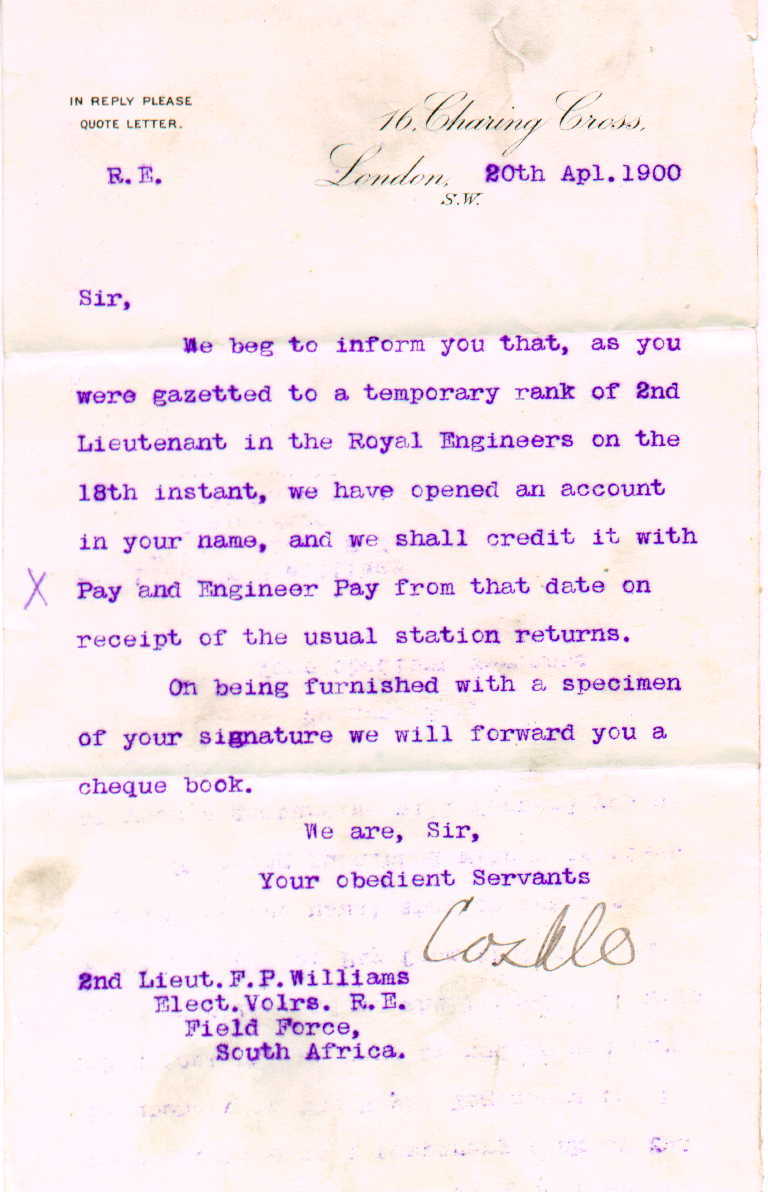 IN REPLY PLEASE
QUOTE LETTER.
R.E.
16, Charing Cross,
London, 20th Apl.1900
S.W.
Sir,
We beg to inform you that, as you
were gazetted to a temporary rank of 2nd
Lieutenant in the Royal Engineers on the
18th instant, we have opened an account
in your name, and we shall credit it with
X Pay and Engineer Pay from that date on
receipt of the usual station returns.
On being furnished with a specimen
of your signature we will forward you a
cheque book.
We are, Sir,
Your obedient Servants
2nd Lieut.F.P.Williams
Elect.Volrs. R.E.
Field Force,
South Africa.